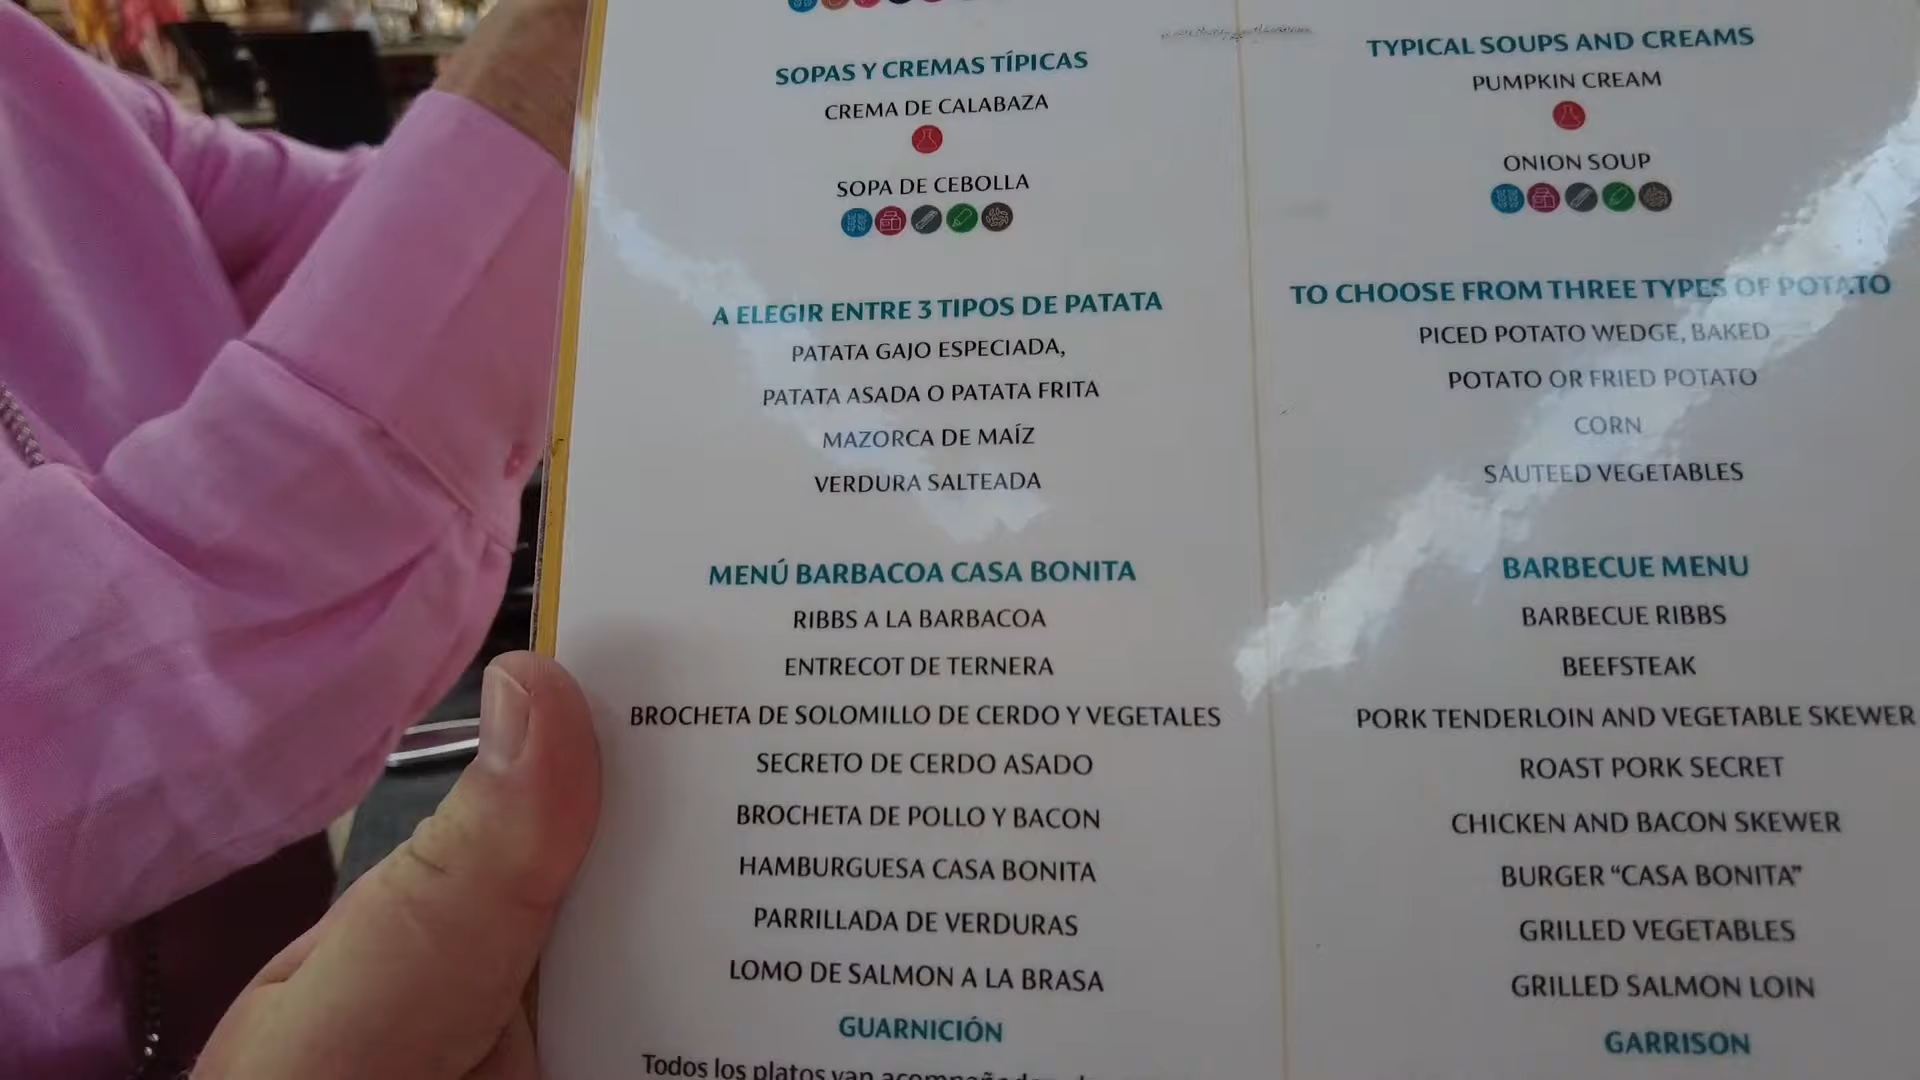 SOPAS Y CREMAS TÍPICAS
CREMA DE CALABAZA
SOPA DE CEBOLLA
A ELEGIR ENTRE 3 TIPOS DE PATATA
PATATA GAJO ESPECIADA,
PATATA ASADA O PATATA FRITA
MAZORCA DE MAÍZ
VERDURA SALTEADA
MENÚ BARBACOA CASA BONITA
RIBBS A LA BARBACOA
ENTRECOT DE TERNERA
BROCHETA DE SOLOMILLO DE CERDO Y VEGETALES
SECRETO DE CERDO ASADO
BROCHETA DE POLLO Y BACON
HAMBURGUESA CASA BONITA
PARRILLADA DE VERDURAS
LOMO DE SALMON A LA BRASA
GUARNICIÓN
Todos los platos van
TYPICAL SOUPS AND CREAMS
PUMPKIN CREAM
ONION SOUP
TO CHOOSE FROM THREE TYPES OF POTATO
PICED POTATO WEDGE, BAKED
POTATO OR FRIED POTATO
CORN
SAUTEED VEGETABLES
BARBECUE MENU
BARBECUE RIBBS
BEEFSTEAK
PORK TENDERLOIN AND VEGETABLE SKEWER
ROAST PORK SECRET
CHICKEN AND BACON SKEWER
BURGER “CASA BONITA”
GRILLED VEGETABLES
GRILLED SALMON LOIN
GARRISON